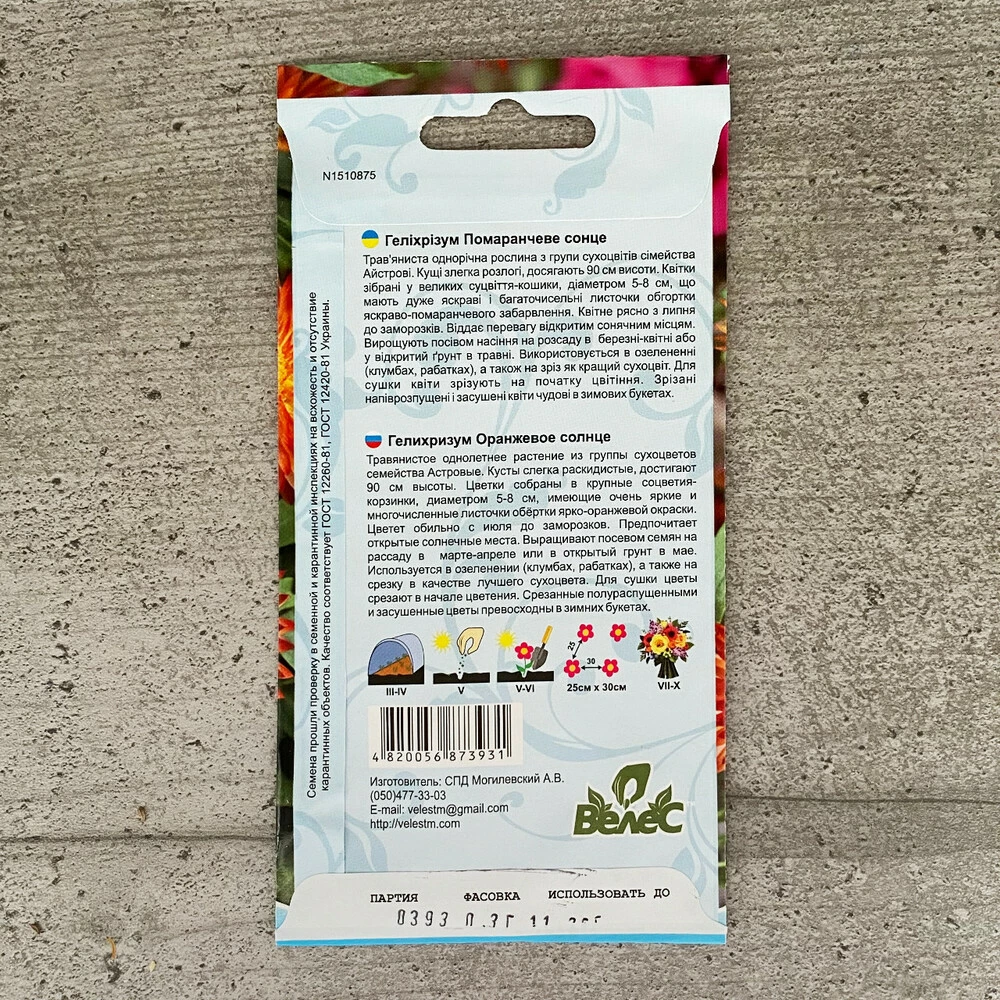 N1510875
Геліхрізум Помаранчеве сонце
Трав'яниста однорічна рослина з групи сухоцвітів сімейства
Айстрові. Кущі злегка розлогі, досягають 90 см висоти. Квітки
зібрані у великих суцвіття-кошики, діаметром 5-8 см, що
мають дуже яскраві і багаточисельні листочки обгортки
яскраво-помаранчевого забарвлення. Квітне рясно з липня
до заморозків. Віддає перевагу відкритим сонячним місцям.
Вирощують посівом насіння на розсаду в березні-квітні або
у відкритий ґрунт в травні. Використовується в озелененні
(клумбах, рабатках), а також на зріз як кращий сухоцвіт. Для
сушки квіти зрізують на початку цвітіння. Зрізані
напіврозпущені і засушені квіти чудові в зимових букетах.
Гелихризум Оранжевое солнце
Травянистое однолетнее растение из группы сухоцветов
семейства Астровые. Кусты слегка раскидистые, достигают
90 см высоты. Цветки собраны в крупные соцветия-
корзинки, диаметром 5-8 см, имеющие очень яркие и
многочисленные листочки обёртки ярко-оранжевой окраски.
Цветет обильно с июля до заморозков. Предпочитает
открытые солнечные места. Выращивают посевом семян на
рассаду в марте-апреле или в открытый грунт в мае.
Используется в озеленении (клумбах, рабатках), а также на
срезку в качестве лучшего сухоцвета. Для сушки цветы
срезают в начале цветения. Срезанные полураспущенными
и засушенные цветы превосходны в зимних букетах.
Семена прошли проверку в семенной и карантинной инспекциях на всхожесть и отсутствие
карантинных объектов. Качество соответствует ГОСТ 12260-81, ГОСТ 12420-81 Украины.
25
30
III-IV V V-Vi 25см х 30см VII-X
4 820056 873931
Изготовитель: СПД Могилевский А.В.
(050)477-33-03
E-mail: velestm@gmail.com
http://velestm.com
Велес
ПАРТИЯ ФАСОВКА ИСПОЛЬЗОВАТЬ ДО
0393